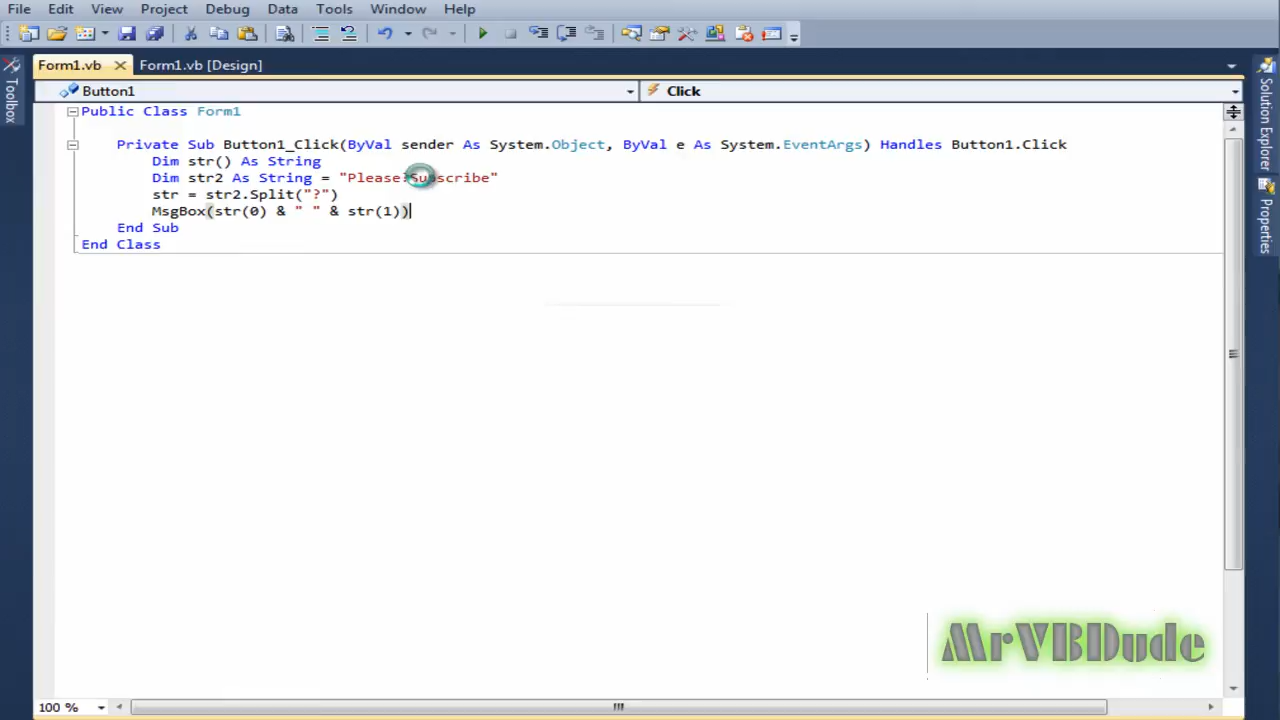 File Edit View Project Debug Data Tools Window Help
Form1.vb Form1.vb [Design]
Toolbox
Button1 Click
Public Class Form1
Private Sub Button1_Click(ByVal sender As System.Object, ByVal e As System.EventArgs) Handles Button1.Click
Dim str() As String
Dim str2 As String = "Please?Subscribe"
str = str2.Split("?")
MsgBox(str(0) & " " & str(1))
End Sub
End Class
Solution Explorer
Properties
MrVBDude
100 %